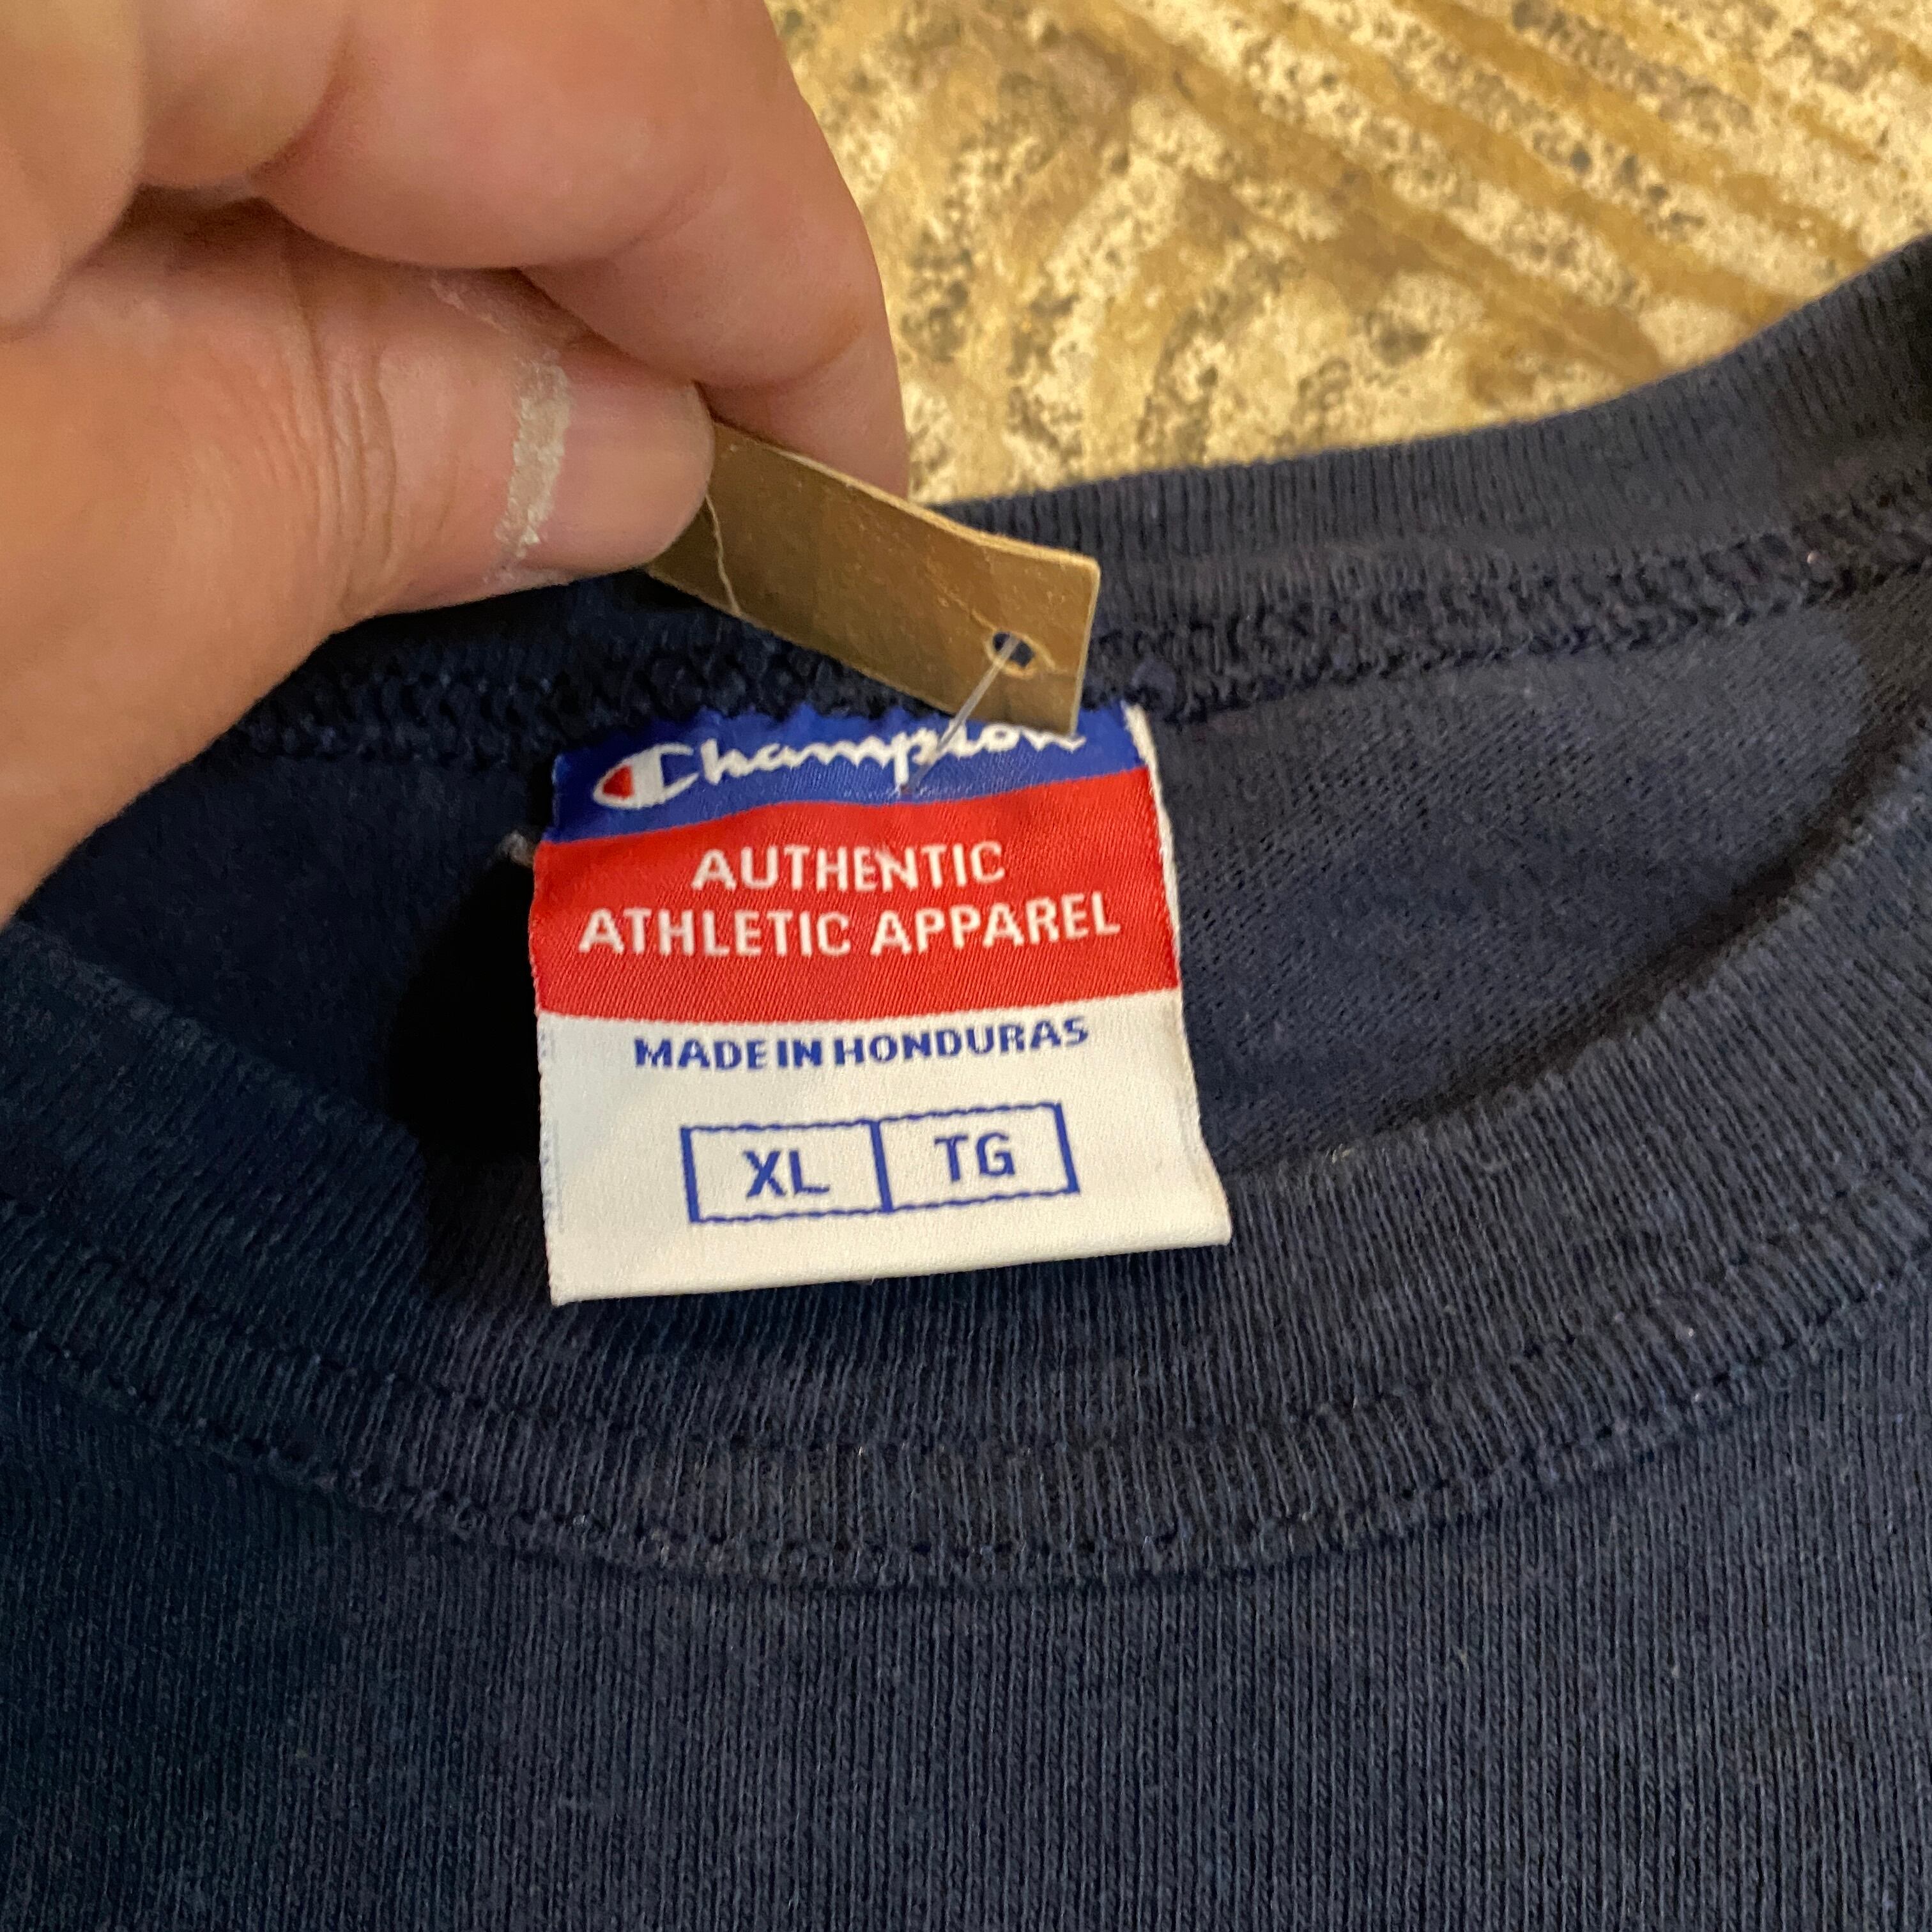 Champion
AUTHENTIC
ATHLETIC APPAREL
MADE IN HONDURAS
XL TG